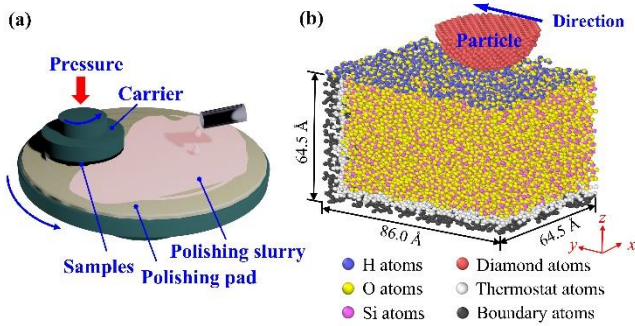 (a)
Pressure
Carrier
Samples
Polishing pad
Polishing slurry
(b)
Direction
Particle
64.5 Å
86.0 Å
64.5 Å
z
y
x
H atoms
Diamond atoms
O atoms
Thermostat atoms
Si atoms
Boundary atoms